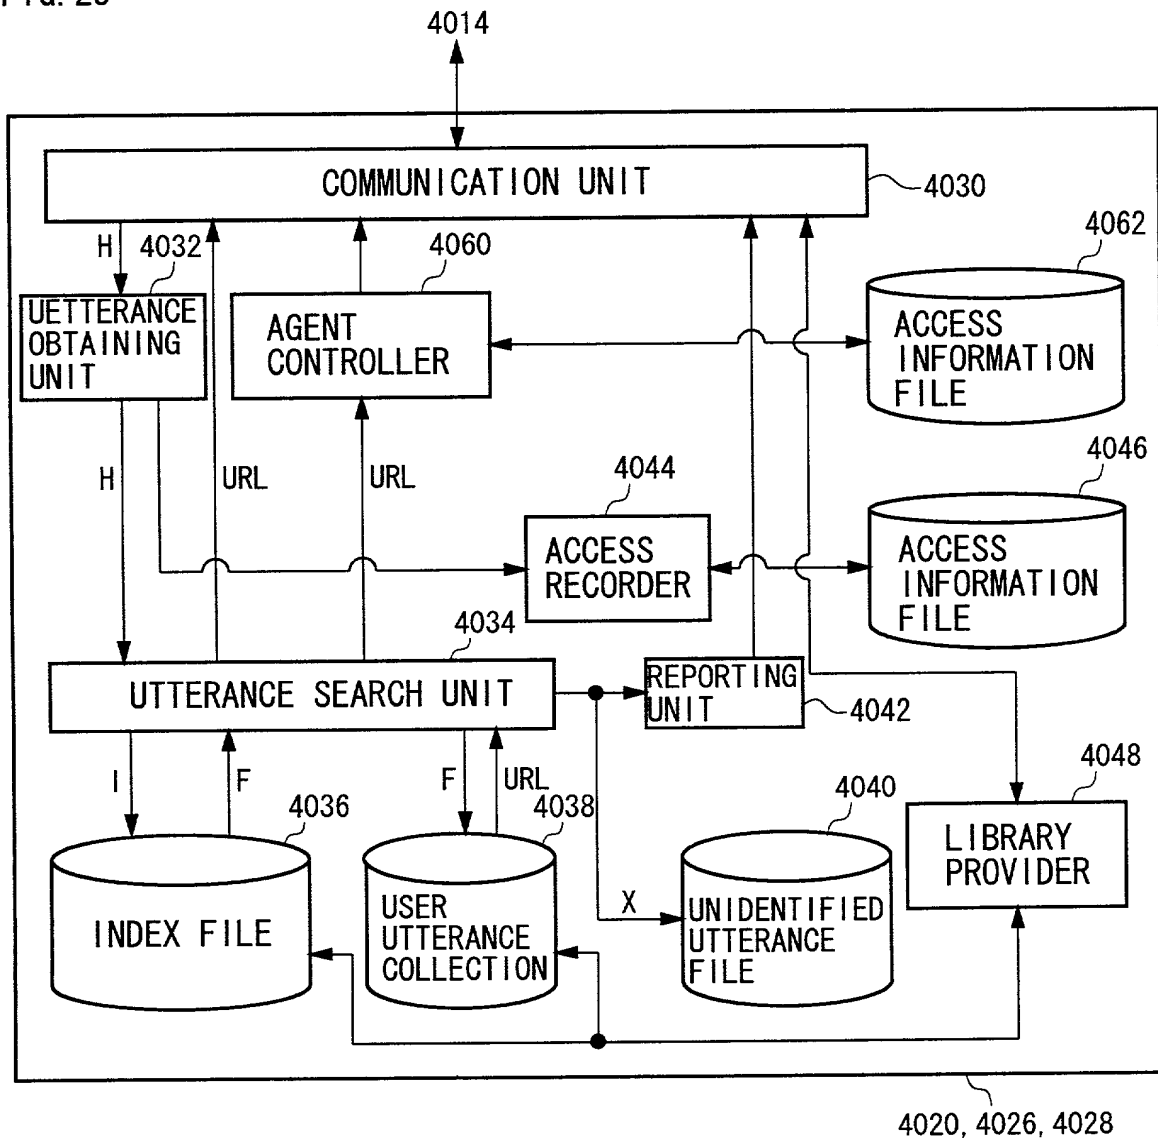 4014
COMMUNICATION UNIT
4030
H
4032
4060
4062
UETTERANCE
OBTAINING
UNIT
AGENT
CONTROLLER
ACCESS
INFORMATION
FILE
H
URL
URL
4044
4046
ACCESS
RECORDER
ACCESS
INFORMATION
FILE
4034
UTTERANCE SEARCH UNIT
REPORTING
UNIT
4042
I
F
F
URL
4036
4038
4040
4048
INDEX FILE
USER
UTTERANCE
COLLECTION
X
UNIDENTIFIED
UTTERANCE
FILE
LIBRARY
PROVIDER
4020, 4026, 4028